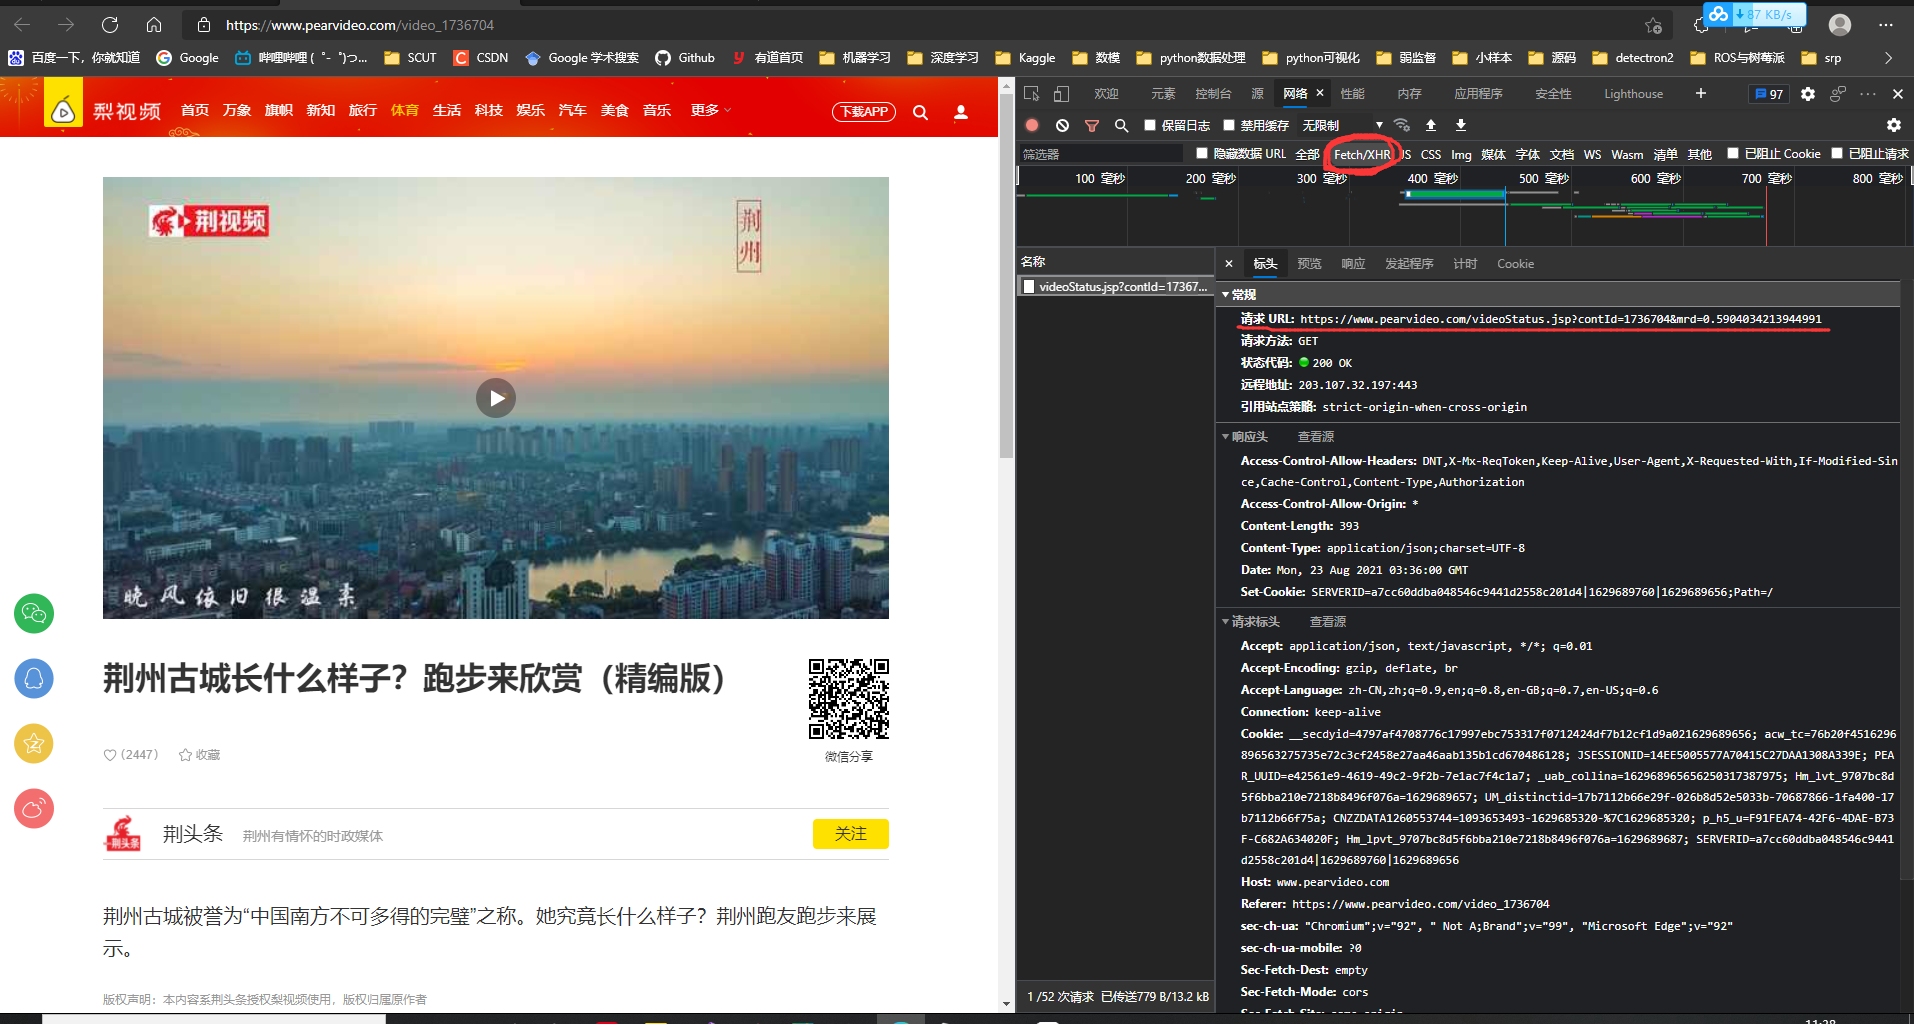 https://www.pearvideo.com/video_1736704
87 KB/s
百度一下，你就知道 Google 哔哩哔哩 ( ゜- ゜)つ... SCUT CSDN Google 学术搜索 Github 有道首页 机器学习 深度学习 Kaggle 数模 python数据处理 python可视化 弱监督 小样本 源码 detectron2 ROS与树莓派 srp
梨视频 首页 万象 旗帜 新知 旅行 体育 生活 科技 娱乐 汽车 美食 音乐 更多 下载APP
荆视频
荆州
晚风依旧很温柔
荆州古城长什么样子？跑步来欣赏（精编版）
(2447) 收藏
微信分享
荆头条 荆州有情怀的时政媒体 关注
荆头条
荆州古城被誉为“中国南方不可多得的完璧”之称。她究竟长什么样子？荆州跑友跑步来展
示。
版权声明：本内容系荆头条授权梨视频使用，版权归属原作者
欢迎 元素 控制台 源 网络 性能 内存 应用程序 安全性 Lighthouse 97
保留日志 禁用缓存 无限制
筛选器 隐藏数据 URL 全部 Fetch/XHR JS CSS Img 媒体 字体 文档 WS Wasm 清单 其他 已阻止 Cookie 已阻止请求
100 毫秒 200 毫秒 300 毫秒 400 毫秒 500 毫秒 600 毫秒 700 毫秒 800 毫秒
名称
videoStatus.jsp?contId=17367...
1 /52 次请求 已传送779 B/13.2 kB
标头 预览 响应 发起程序 计时 Cookie
常规
请求 URL: https://www.pearvideo.com/videoStatus.jsp?contId=1736704&mrd=0.5904034213944991
请求方法: GET
状态代码: 200 OK
远程地址: 203.107.32.197:443
引用站点策略: strict-origin-when-cross-origin
响应头 查看源
Access-Control-Allow-Headers: DNT,X-Mx-ReqToken,Keep-Alive,User-Agent,X-Requested-With,If-Modified-Sin
ce,Cache-Control,Content-Type,Authorization
Access-Control-Allow-Origin: *
Content-Length: 393
Content-Type: application/json;charset=UTF-8
Date: Mon, 23 Aug 2021 03:36:00 GMT
Set-Cookie: SERVERID=a7cc60ddba048546c9441d2558c201d4|1629689760|1629689656;Path=/
请求标头 查看源
Accept: application/json, text/javascript, */*; q=0.01
Accept-Encoding: gzip, deflate, br
Accept-Language: zh-CN,zh;q=0.9,en;q=0.8,en-GB;q=0.7,en-US;q=0.6
Connection: keep-alive
Cookie: __secdyid=4797af4708776c17997ebc753317f0712424df7b12cf1d9a021629689656; acw_tc=76b20f4516296
896563275735e72c3cf2458e27aa46aab135b1cd670486128; JSESSIONID=14EE5005577A70415C27DAA1308A339E; PEA
R_UUID=e42561e9-4619-49c2-9f2b-7e1ac7f4c1a7; _uab_collina=162968965656250317387975; Hm_lvt_9707bc8d
5f6bba210e7218b8496f076a=1629689657; UM_distinctid=17b7112b66e29f-026b8d52e5033b-70687866-1fa400-17
b7112b66f75a; CNZZDATA1260553744=1093653493-1629685320-%7C1629685320; p_h5_u=F91FEA74-42F6-4DAE-B73
F-C682A634020F; Hm_lpvt_9707bc8d5f6bba210e7218b8496f076a=1629689687; SERVERID=a7cc60ddba048546c9441
d2558c201d4|1629689760|1629689656
Host: www.pearvideo.com
Referer: https://www.pearvideo.com/video_1736704
sec-ch-ua: "Chromium";v="92", " Not A;Brand";v="99", "Microsoft Edge";v="92"
sec-ch-ua-mobile: ?0
Sec-Fetch-Dest: empty
Sec-Fetch-Mode: cors